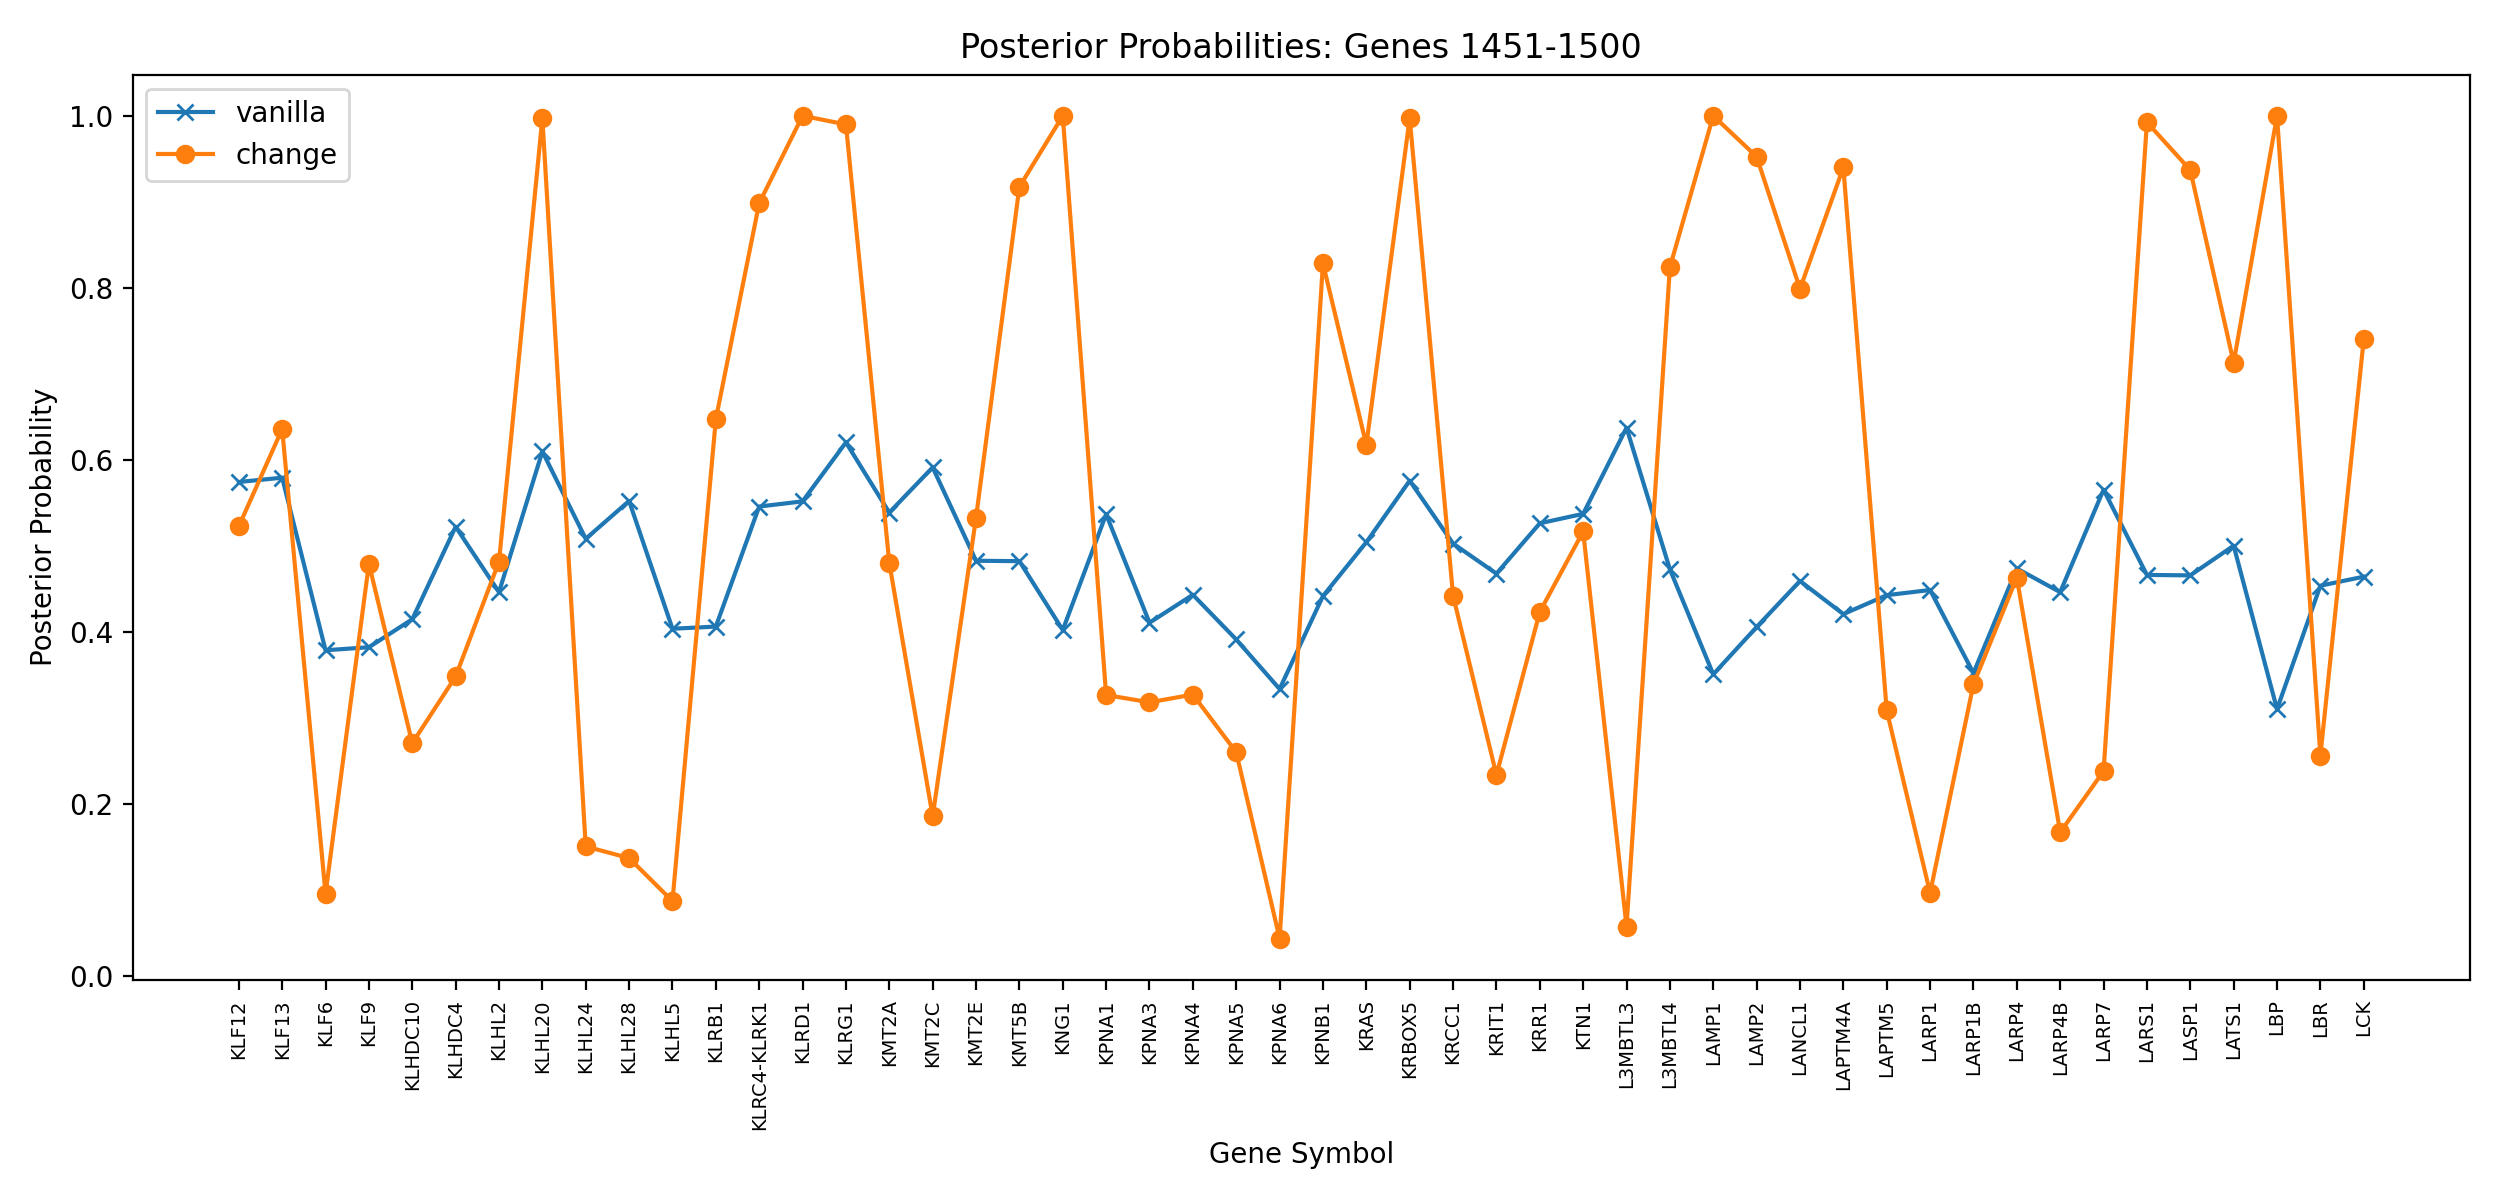 Posterior Probabilities: Genes 1451-1500
vanilla
change
Posterior Probability
1.0
0.8
0.6
0.4
0.2
0.0
KLF12
KLF13
KLF6
KLF9
KLHDC10
KLHDC4
KLHL2
KLHL20
KLHL24
KLHL28
KLHL5
KLRB1
KLRC4-KLRK1
KLRD1
KLRG1
KMT2A
KMT2C
KMT2E
KMT5B
KNG1
KPNA1
KPNA3
KPNA4
KPNA5
KPNA6
KPNB1
KRAS
KRBOX5
KRCC1
KRIT1
KRR1
KTN1
L3MBTL3
L3MBTL4
LAMP1
LAMP2
LANCL1
LAPTM4A
LAPTM5
LARP1
LARP1B
LARP4
LARP4B
LARP7
LARS1
LASP1
LATS1
LBP
LBR
LCK
Gene Symbol